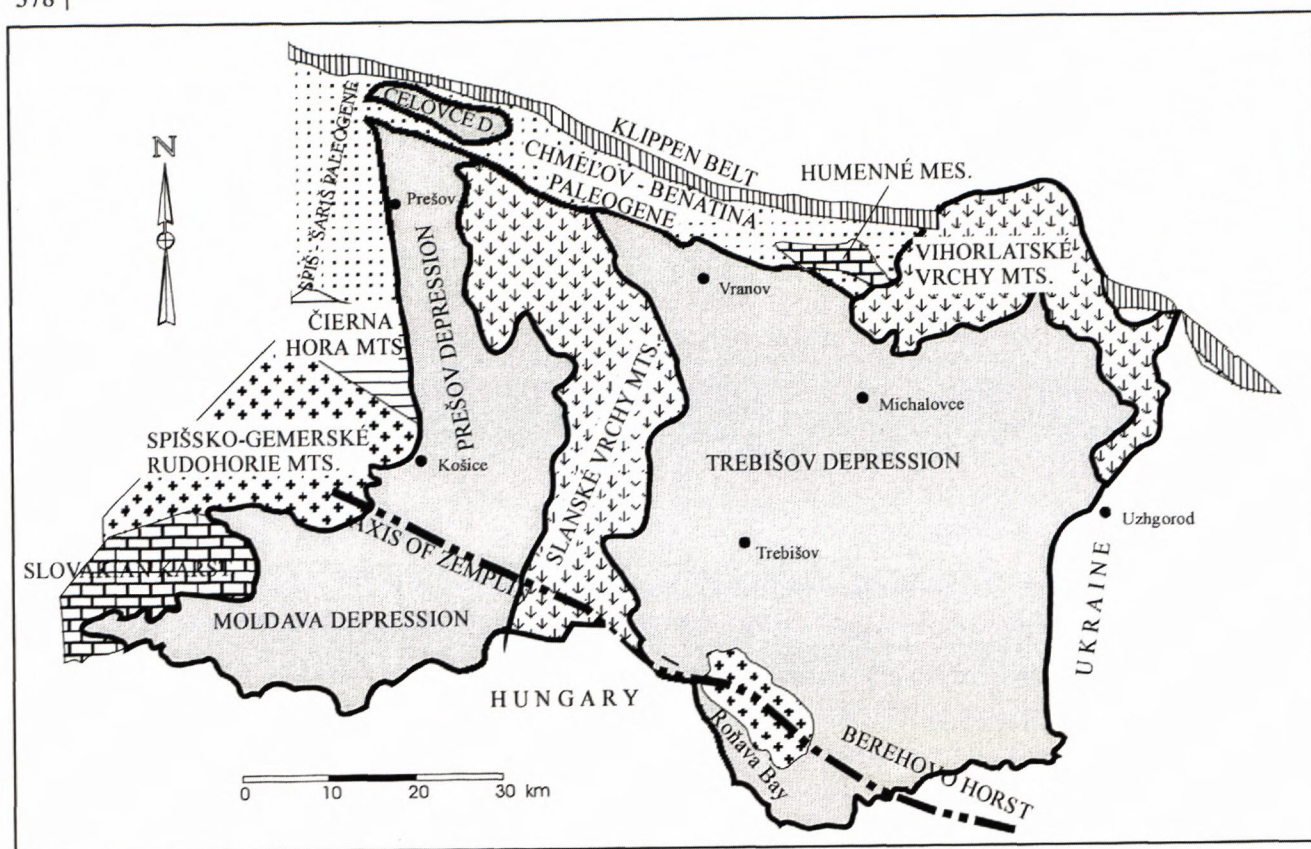 378
CELOVCE D.
SPIŠ - ŠARIŠ PALEOGENE
KLIPPEN BELT
CHMEĽOV - BENATINA
PALEOGENE
HUMENNÉ MES.
N
Prešov
PREŠOV DEPRESSION
VIHORLATSKÉ
VRCHY MTS.
Vranov
ČIERNA
HORA MTS.
SLANSKÉ VRCHY MTS.
Michalovce
SPIŠSKO-GEMERSKÉ
RUDOHORIE MTS.
Košice
TREBIŠOV DEPRESSION
Uzhgorod
AXIS OF ZEMPLIN
Trebišov
SLOVAKIAN KARST
MOLDAVA DEPRESSION
UKRAINE
HUNGARY
Roňava Bay
BEREHOVO HORST
0 10 20 30 km